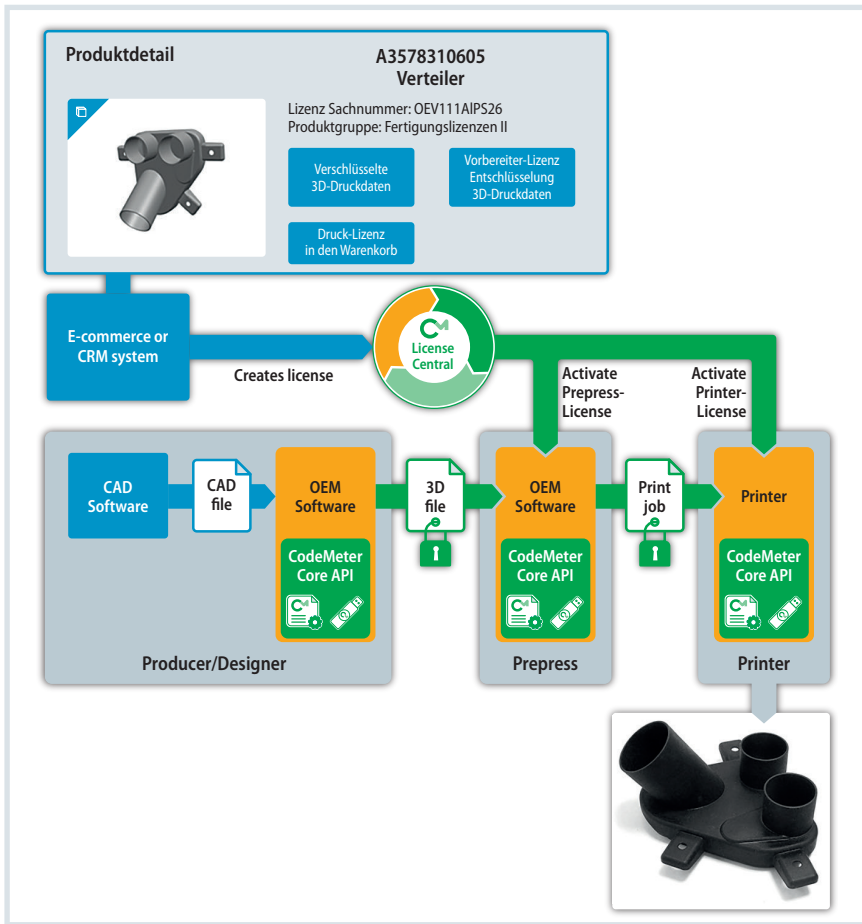 Produktdetail
A3578310605
Verteiler
Lizenz Sachnummer: OEV111AIPS26
Produktgruppe: Fertigungslizenzen II
Verschlüsselte
3D-Druckdaten
Vorbereiter-Lizenz
Entschlüsselung
3D-Druckdaten
Druck-Lizenz
in den Warenkorb
E-commerce or
CRM system
Creates license
License
Central
Activate
Prepress-
License
Activate
Printer-
License
CAD
Software
CAD
file
OEM
Software
3D
file
OEM
Software
Print
job
Printer
CodeMeter
Core API
CodeMeter
Core API
CodeMeter
Core API
Producer/Designer
Prepress
Printer